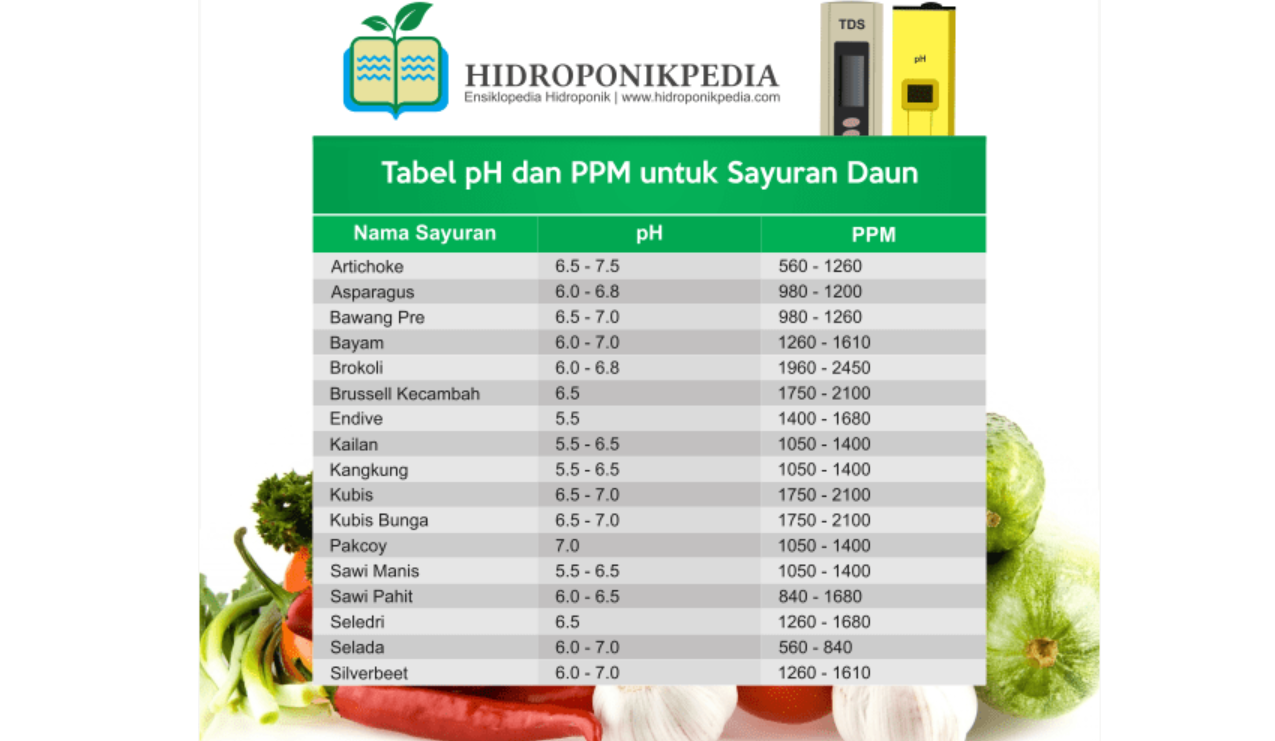 HIDROPONIKPEDIA
Ensiklopedia Hidroponik | www.hidroponikpedia.com
TDS
pH
Tabel pH dan PPM untuk Sayuran Daun
Nama Sayuran pH PPM
Artichoke 6.5 - 7.5 560 - 1260
Asparagus 6.0 - 6.8 980 - 1200
Bawang Pre 6.5 - 7.0 980 - 1260
Bayam 6.0 - 7.0 1260 - 1610
Brokoli 6.0 - 6.8 1960 - 2450
Brussell Kecambah 6.5 1750 - 2100
Endive 5.5 1400 - 1680
Kailan 5.5 - 6.5 1050 - 1400
Kangkung 5.5 - 6.5 1050 - 1400
Kubis 6.5 - 7.0 1750 - 2100
Kubis Bunga 6.5 - 7.0 1750 - 2100
Pakcoy 7.0 1050 - 1400
Sawi Manis 5.5 - 6.5 1050 - 1400
Sawi Pahit 6.0 - 6.5 840 - 1680
Seledri 6.5 1260 - 1680
Selada 6.0 - 7.0 560 - 840
Silverbeet 6.0 - 7.0 1260 - 1610